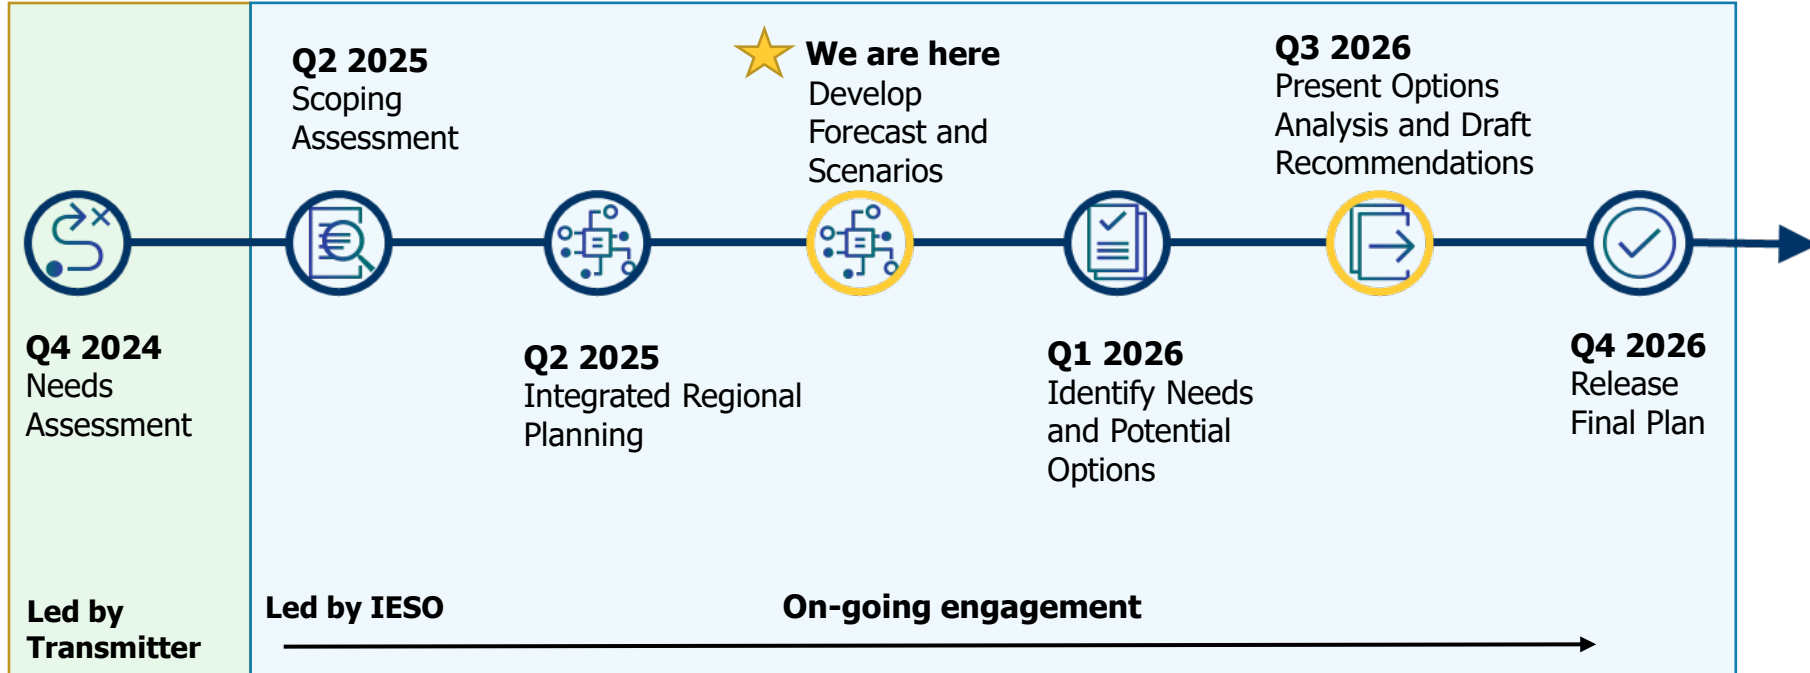 Q4 2024
Needs
Assessment
Q2 2025
Scoping
Assessment
Q2 2025
Integrated Regional
Planning
We are here
Develop
Forecast and
Scenarios
Q1 2026
Identify Needs
and Potential
Options
Q3 2026
Present Options
Analysis and Draft
Recommendations
Q4 2026
Release
Final Plan
Led by
Transmitter
Led by IESO
On-going engagement